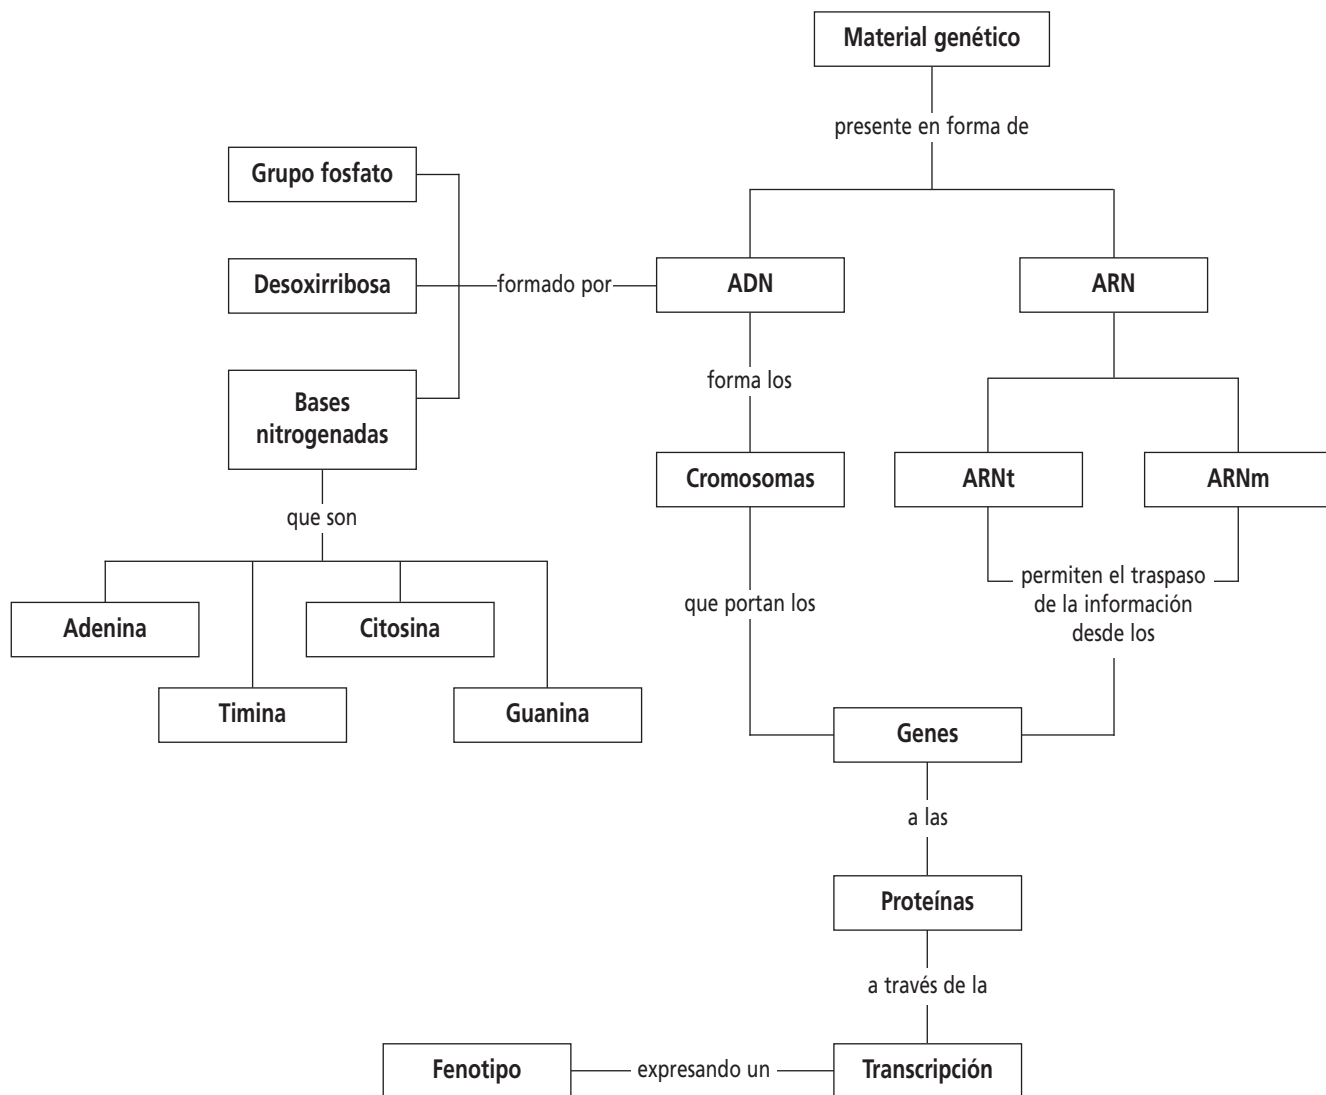 Material genético
presente en forma de
Grupo fosfato
Desoxirribosa
formado por
ADN
ARN
Bases
nitrogenadas
forma los
Cromosomas
ARNt
ARNm
que son
permiten el traspaso
de la información
desde los
que portan los
Adenina
Citosina
Timina
Guanina
Genes
a las
Proteínas
a través de la
Fenotipo
expresando un
Transcripción